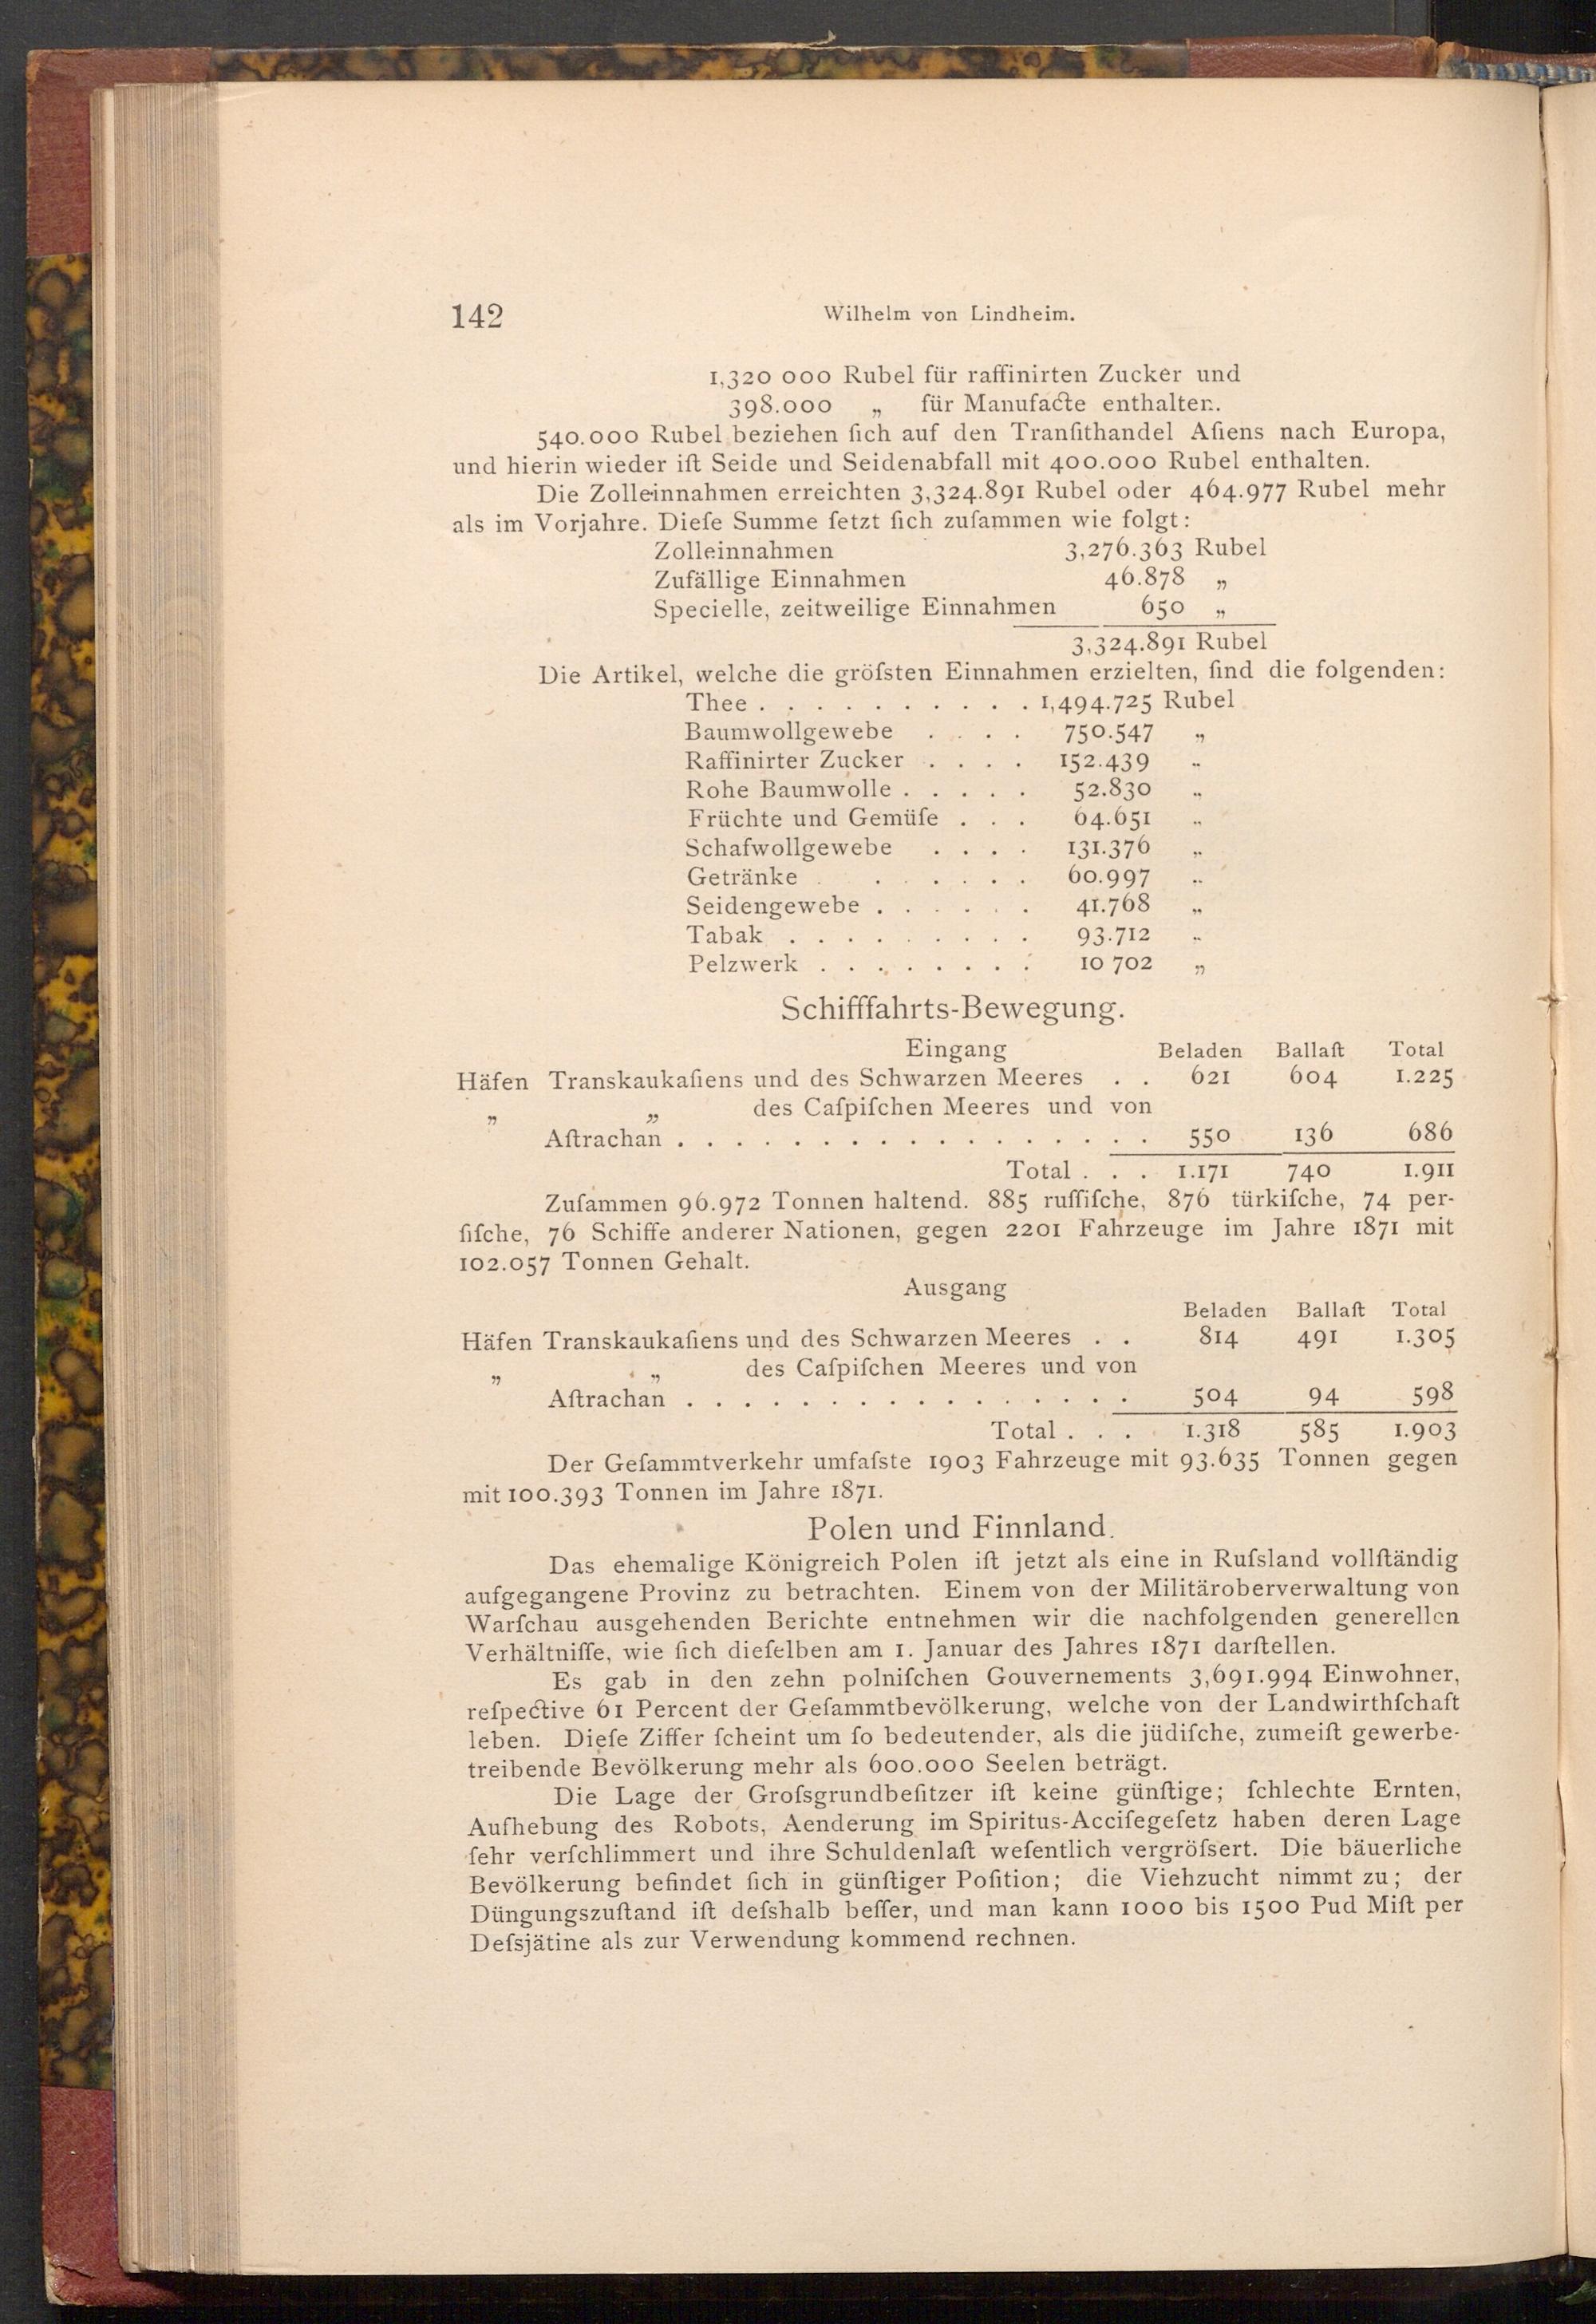 142 Wilhelm von Lindheim.
1,320 000 Rubel für raffinirten Zucker und
398.000 „ für Manufacte enthalten.
540.000 Rubel beziehen ſich auf den Tranſithandel Aſiens nach Europa,
und hierin wieder iſt Seide und Seidenabfall mit 400.000 Rubel enthalten.
Die Zolleinnahmen erreichten 3,324.891 Rubel oder 464.977 Rubel mehr
als im Vorjahre. Dieſe Summe ſetzt ſich zuſammen wie folgt:
Zolleinnahmen 3,276.363 Rubel
Zufällige Einnahmen 46.878 „
Specielle, zeitweilige Einnahmen 650 „
3,324.891 Rubel
Die Artikel, welche die gröſsten Einnahmen erzielten, ſind die folgenden:
Thee . . . . . . . . . . 1,494.725 Rubel
Baumwollgewebe . . . . 750.547 „
Raffinirter Zucker . . . . 152.439 „
Rohe Baumwolle . . . . . 52.830 „
Früchte und Gemüſe . . . 64.651 „
Schafwollgewebe . . . . 131.376 „
Getränke . . . . . . . 60.997 „
Seidengewebe . . . . . . 41.768 „
Tabak . . . . . . . . . 93.712 „
Pelzwerk . . . . . . . . 10 702 „
Schifffahrts-Bewegung.
Eingang Beladen Ballaſt Total
Häfen Transkaukaſiens und des Schwarzen Meeres . . 621 604 1.225
„ „ des Caſpiſchen Meeres und von
Aſtrachan . . . . . . . . . . . . . . . . . 550 136 686
Total . . . 1.171 740 1.911
Zuſammen 96.972 Tonnen haltend. 885 ruſſiſche, 876 türkiſche, 74 per-
ſiſche, 76 Schiffe anderer Nationen, gegen 2201 Fahrzeuge im Jahre 1871 mit
102.057 Tonnen Gehalt.
Ausgang
Beladen Ballaſt Total
Häfen Transkaukaſiens und des Schwarzen Meeres . . 814 491 1.305
„ „ des Caſpiſchen Meeres und von
Aſtrachan . . . . . . . . . . . . . . . . 504 94 598
Total . . . 1.318 585 1.903
Der Geſammtverkehr umfaſste 1903 Fahrzeuge mit 93.635 Tonnen gegen
mit 100.393 Tonnen im Jahre 1871.
Polen und Finnland.
Das ehemalige Königreich Polen iſt jetzt als eine in Ruſsland vollſtändig
aufgegangene Provinz zu betrachten. Einem von der Militäroberverwaltung von
Warſchau ausgehenden Berichte entnehmen wir die nachfolgenden generellen
Verhältniſſe, wie ſich dieſelben am 1. Januar des Jahres 1871 darſtellen.
Es gab in den zehn polniſchen Gouvernements 3,691.994 Einwohner,
reſpective 61 Percent der Geſammtbevölkerung, welche von der Landwirthſchaft
leben. Dieſe Ziffer ſcheint um ſo bedeutender, als die jüdiſche, zumeiſt gewerbe-
treibende Bevölkerung mehr als 600.000 Seelen beträgt.
Die Lage der Groſsgrundbeſitzer iſt keine günſtige; ſchlechte Ernten,
Aufhebung des Robots, Aenderung im Spiritus-Acciſegeſetz haben deren Lage
ſehr verſchlimmert und ihre Schuldenlaſt weſentlich vergröſsert. Die bäuerliche
Bevölkerung befindet ſich in günſtiger Poſition; die Viehzucht nimmt zu; der
Düngungszuſtand iſt deſshalb beſſer, und man kann 1000 bis 1500 Pud Miſt per
Deſsjätine als zur Verwendung kommend rechnen.